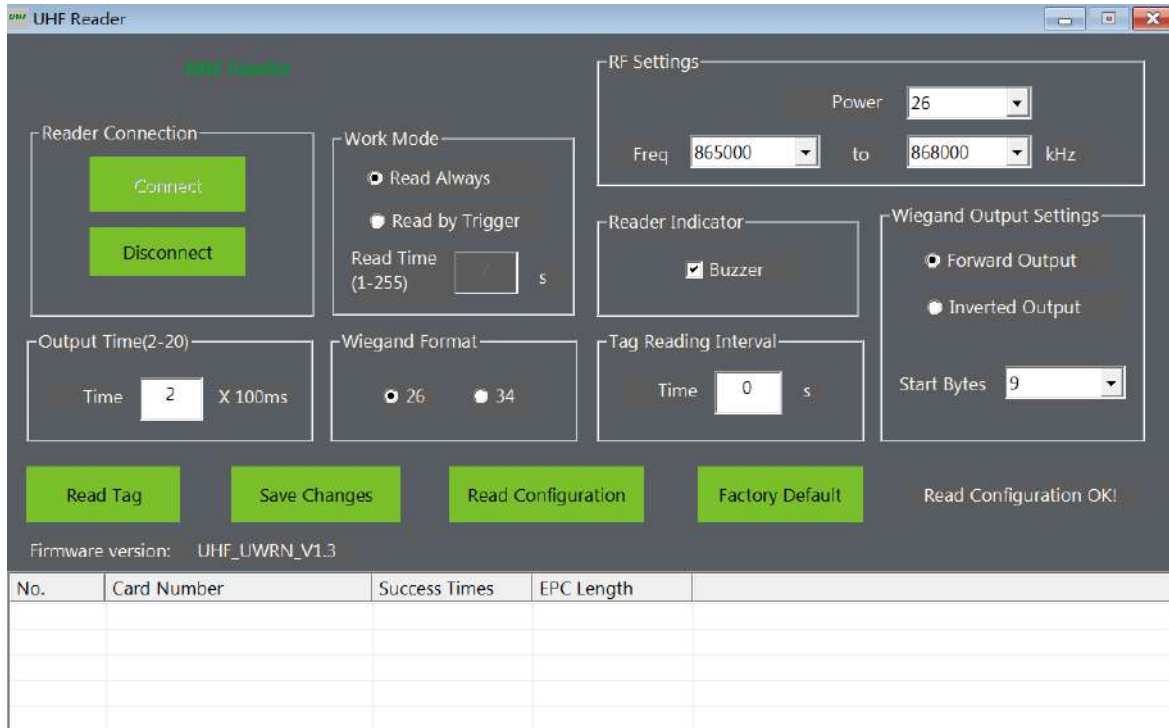 UHF UHF Reader
UHF Reader
RF Settings
Power 26
Freq 865000 to 868000 kHz
Reader Connection
Connect
Disconnect
Work Mode
Read Always
Read by Trigger
Read Time
(1-255) 2 s
Reader Indicator
Buzzer
Wiegand Output Settings
Forward Output
Inverted Output
Start Bytes 9
Output Time(2-20)
Time 2 X 100ms
Wiegand Format
26 34
Tag Reading Interval
Time 0 s
Read Tag Save Changes Read Configuration Factory Default Read Configuration OK!
Firmware version: UHF_UWRN_V1.3
No. Card Number Success Times EPC Length